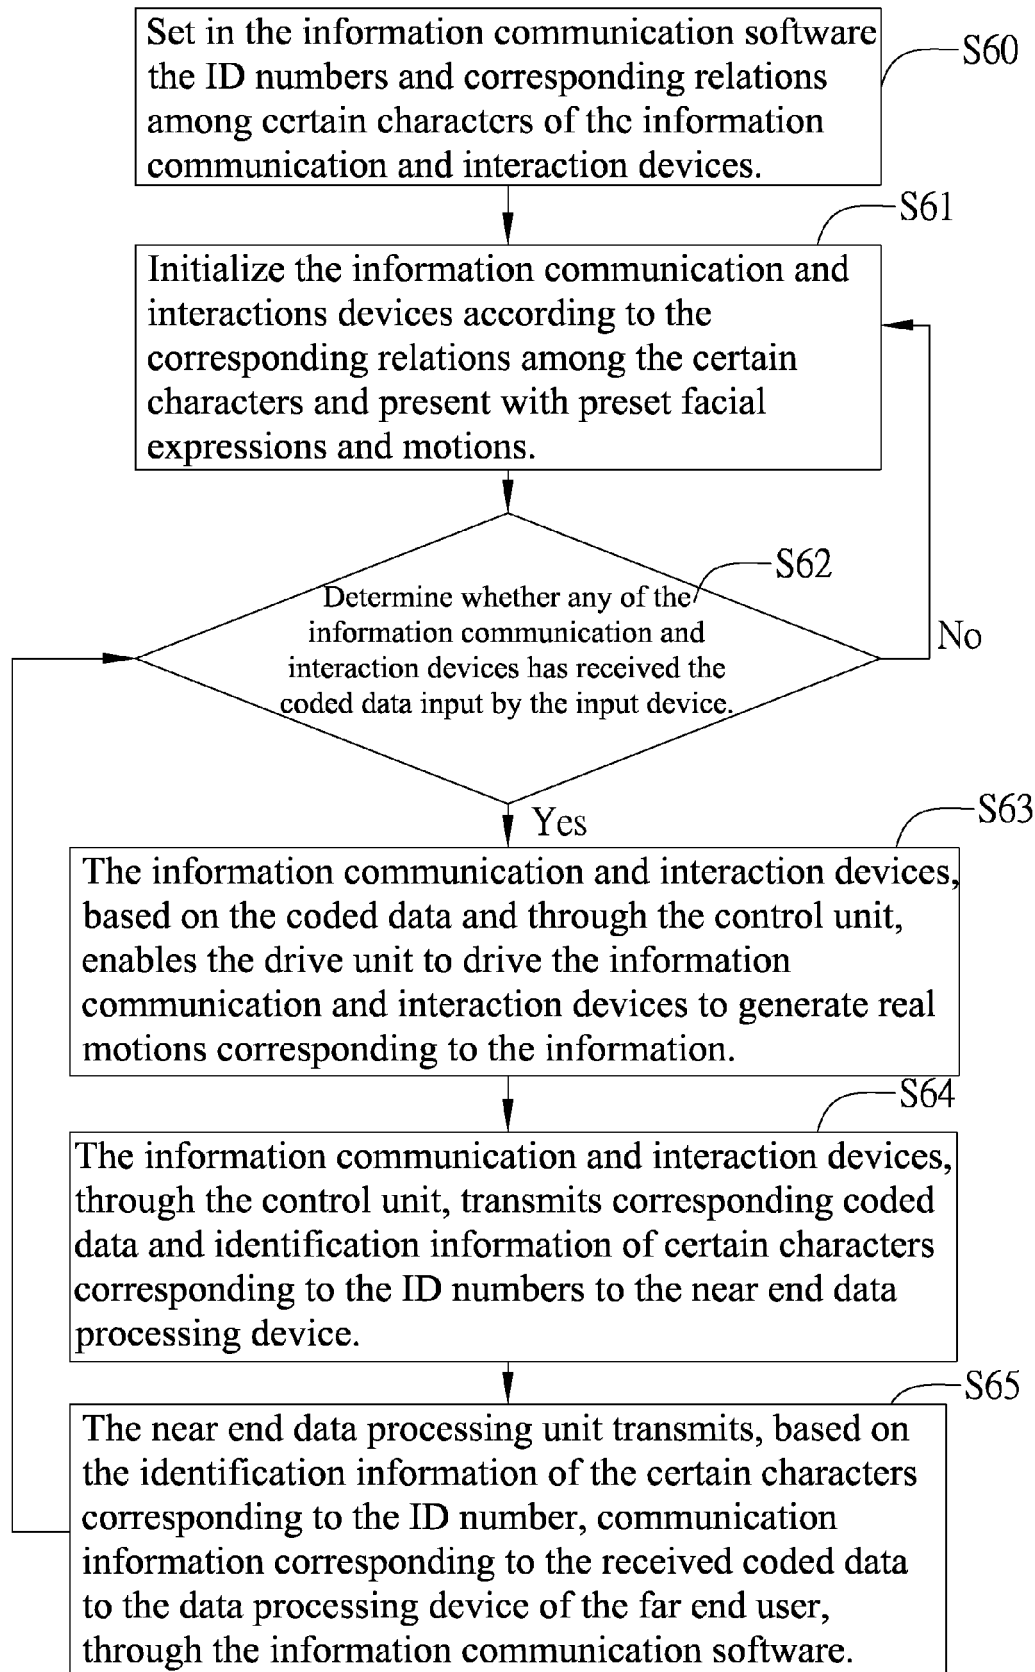 Set in the information communication software
the ID numbers and corresponding relations
among certain characters of the information
communication and interaction devices.
S60
S61
Initialize the information communication and
interactions devices according to the
corresponding relations among the certain
characters and present with preset facial
expressions and motions.
S62
Determine whether any of the
information communication and
interaction devices has received the
coded data input by the input device.
No
Yes
S63
The information communication and interaction devices,
based on the coded data and through the control unit,
enables the drive unit to drive the information
communication and interaction devices to generate real
motions corresponding to the information.
S64
The information communication and interaction devices,
through the control unit, transmits corresponding coded
data and identification information of certain characters
corresponding to the ID numbers to the near end data
processing device.
S65
The near end data processing unit transmits, based on
the identification information of the certain characters
corresponding to the ID number, communication
information corresponding to the received coded data
to the data processing device of the far end user,
through the information communication software.